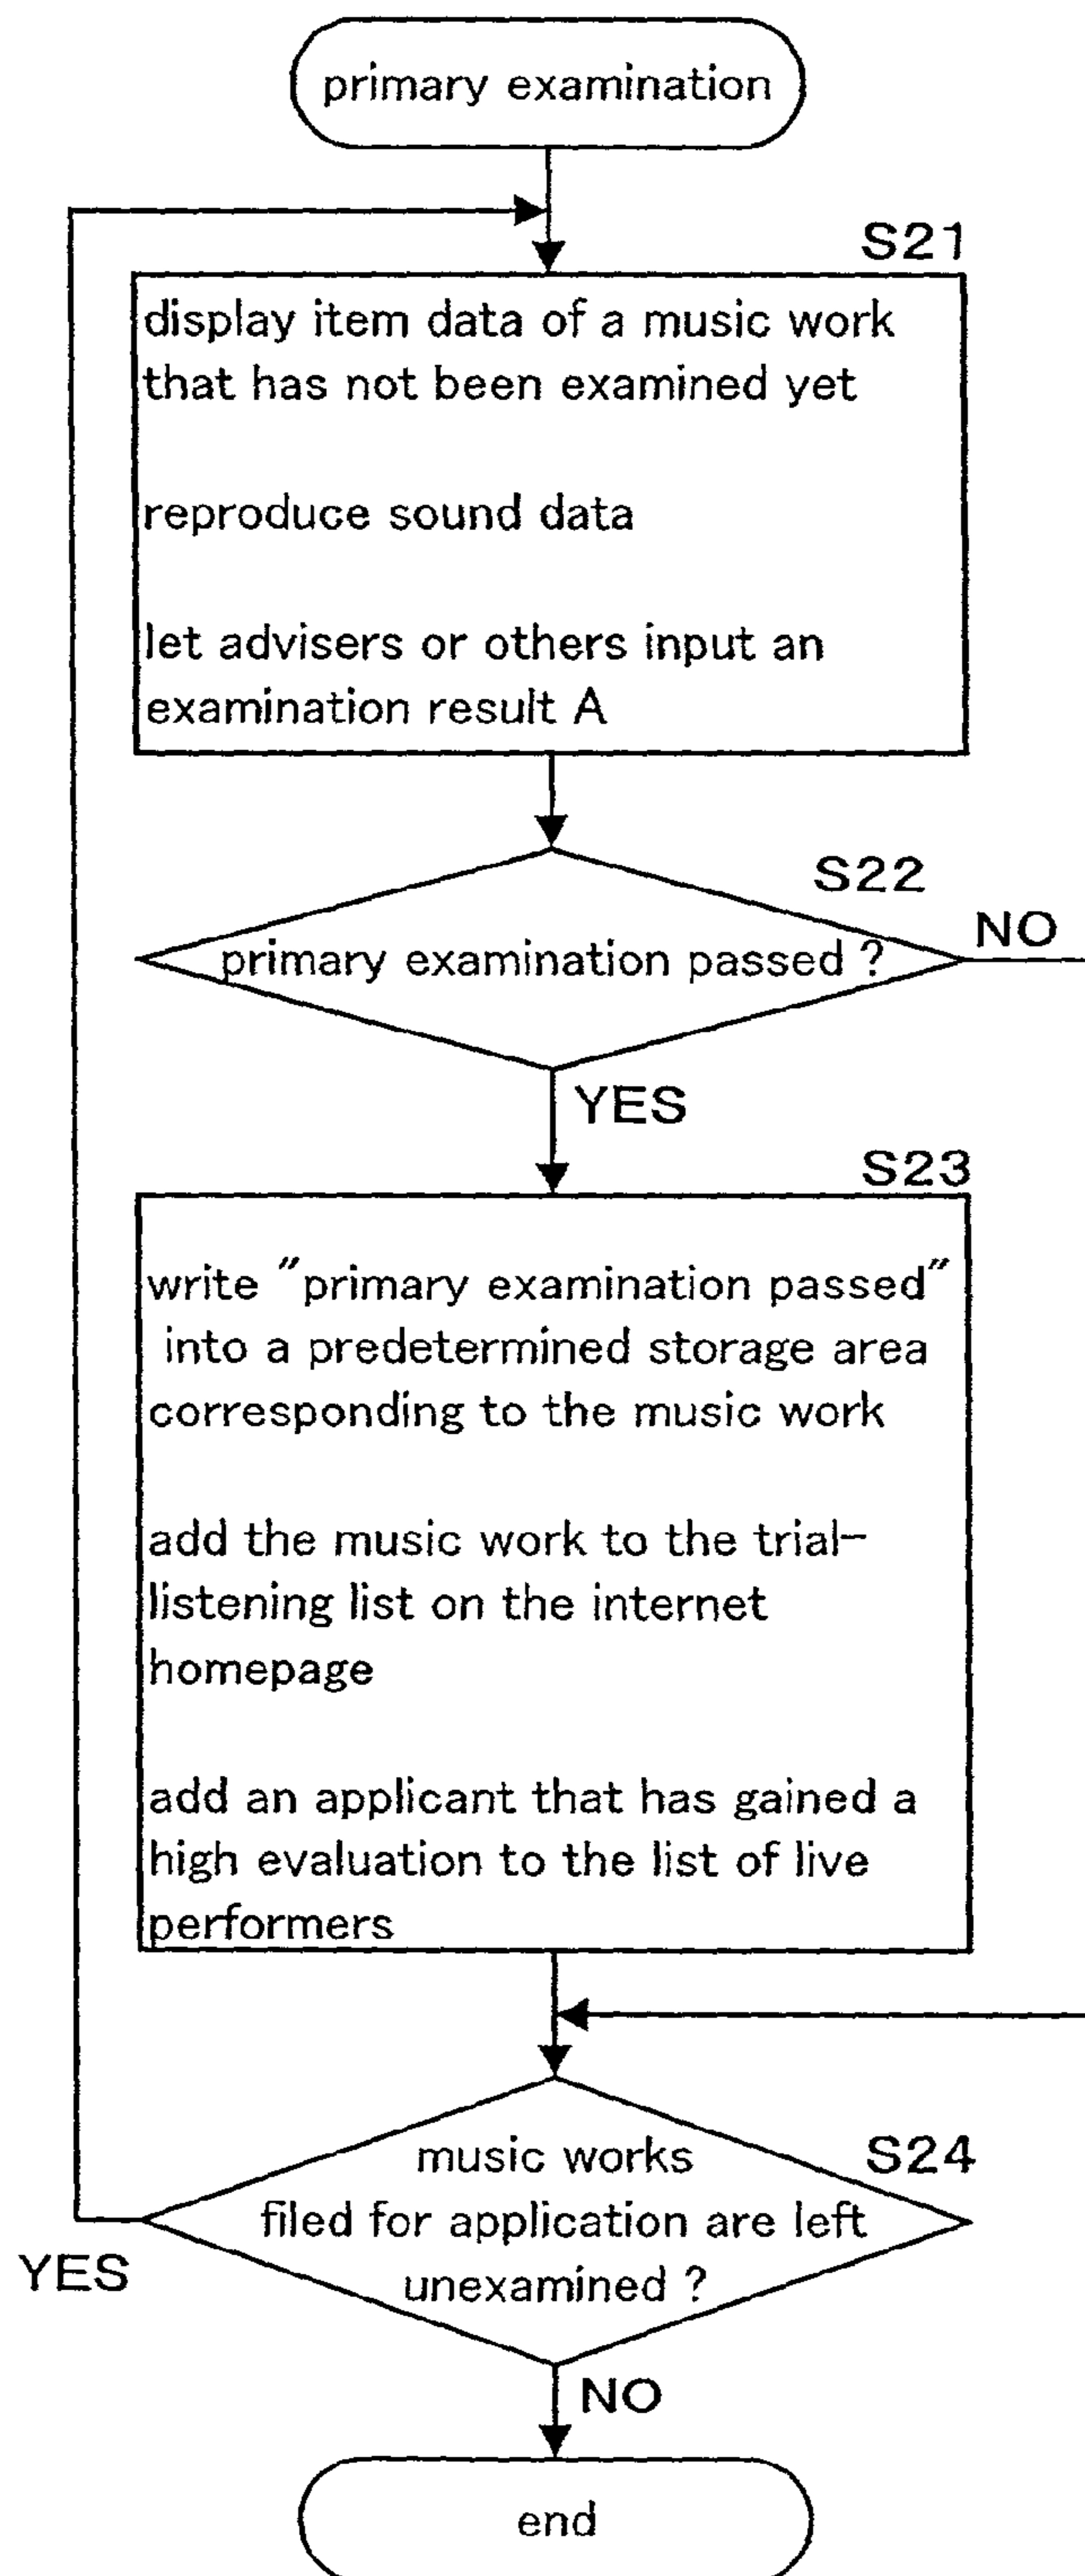 primary examination
S21
display item data of a music work
that has not been examined yet
reproduce sound data
let advisers or others input an
examination result A
S22
NO
primary examination passed ?
YES
S23
write "primary examination passed"
into a predetermined storage area
corresponding to the music work
add the music work to the trial-
listening list on the internet
homepage
add an applicant that has gained a
high evaluation to the list of live
performers
music works
S24
filed for application are left
unexamined ?
YES
NO
end